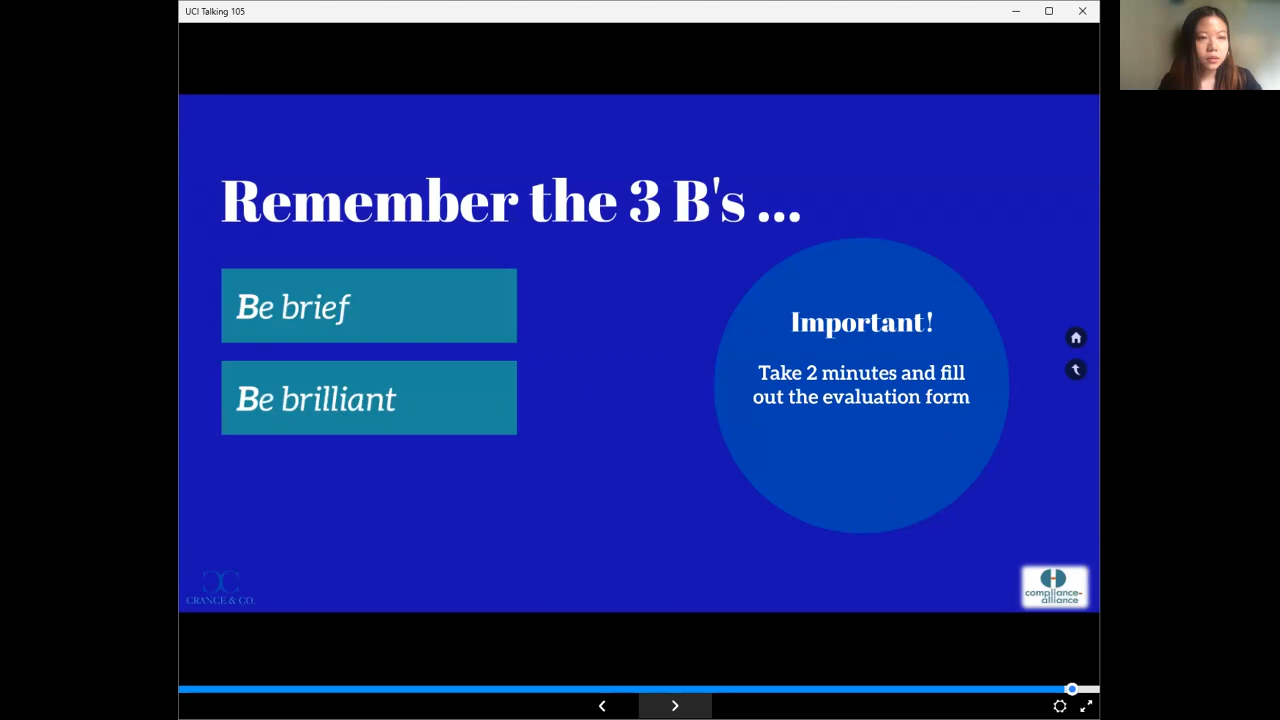 UCI Talking 105
Remember the 3 B's ...
Be brief
Be brilliant
Important!
Take 2 minutes and fill
out the evaluation form
CRANCE & CO.
compliance-
alliance